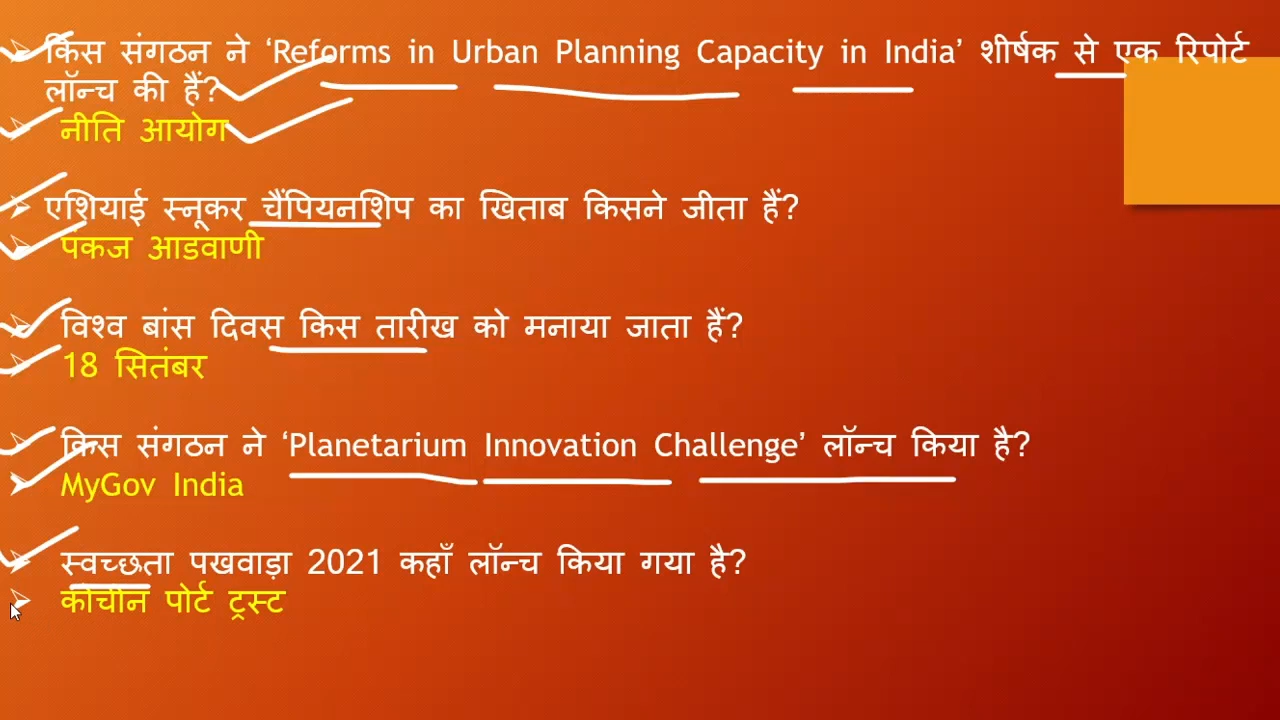 किस संगठन ने ‘Reforms in Urban Planning Capacity in India’ शीर्षक से एक रिपोर्ट
लॉन्च की हैं?
नीति आयोग
एशियाई स्नूकर चैंपियनशिप का खिताब किसने जीता हैं?
पंकज आडवाणी
विश्व बांस दिवस किस तारीख को मनाया जाता हैं?
18 सितंबर
किस संगठन ने ‘Planetarium Innovation Challenge’ लॉन्च किया है?
MyGov India
स्वच्छता पखवाड़ा 2021 कहाँ लॉन्च किया गया है?
कोचीन पोर्ट ट्रस्ट